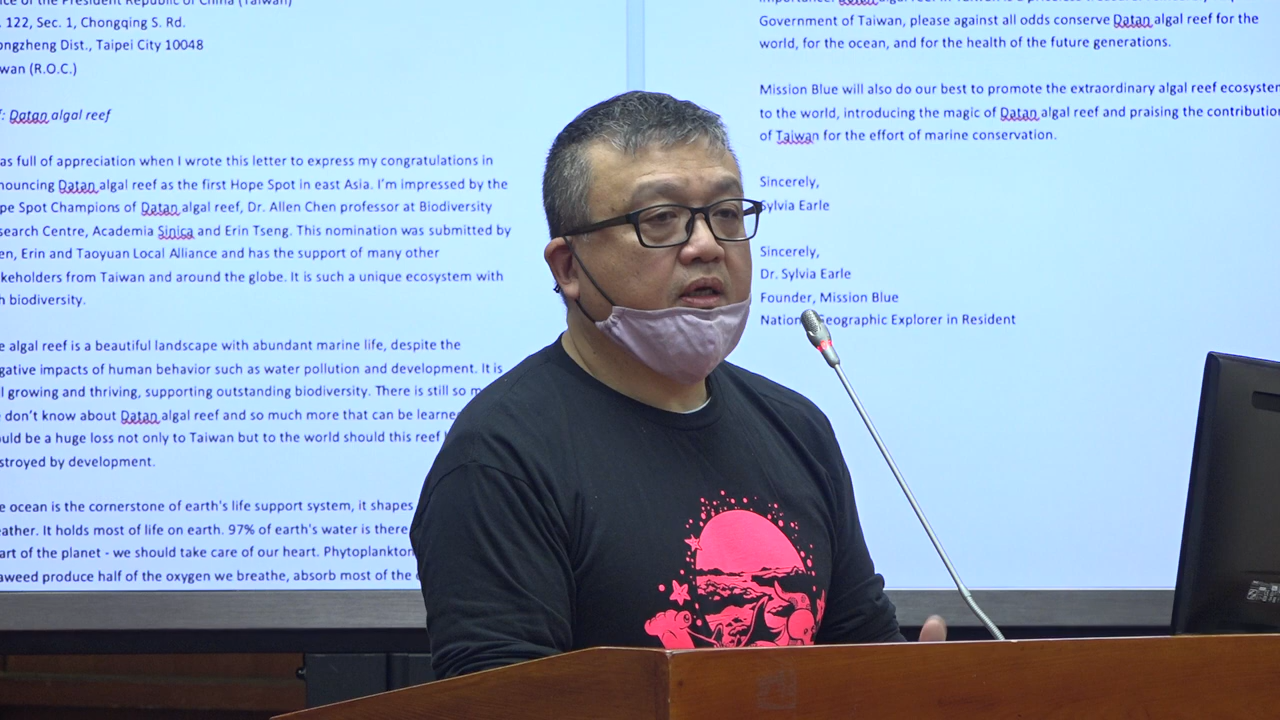 ce of the President Republic of China (Taiwan)
122, Sec. 1, Chongqing S. Rd.
ongzheng Dist., Taipei City 10048
wan (R.O.C.)
f: Datan algal reef
as full of appreciation when I wrote this letter to express my congratulations in
nouncing Datan algal reef as the first Hope Spot in east Asia. I'm impressed by the
pe Spot Champions of Datan algal reef, Dr. Allen Chen professor at Biodiversity
search Centre, Academia Sinica and Erin Tseng. This nomination was submitted by
en, Erin and Taoyuan Local Alliance and has the support of many other
keholders from Taiwan and around the globe. It is such a unique ecosystem with
h biodiversity.
e algal reef is a beautiful landscape with abundant marine life, despite the
gative impacts of human behavior such as water pollution and development. It is
ll growing and thriving, supporting outstanding biodiversity. There is still so m
don't know about Datan algal reef and so much more that can be learne
uld be a huge loss not only to Taiwan but to the world should this reef
stroyed by development.
e ocean is the cornerstone of earth's life support system, it shapes
eather. It holds most of life on earth. 97% of earth's water is there
art of the planet - we should take care of our heart. Phytoplankton
aweed produce half of the oxygen we breathe, absorb most of the
Government of Taiwan, please against all odds conserve Datan algal reef for the
world, for the ocean, and for the health of the future generations.
Mission Blue will also do our best to promote the extraordinary algal reef ecosystem
to the world, introducing the magic of Datan algal reef and praising the contribution
of Taiwan for the effort of marine conservation.
Sincerely,
Sylvia Earle
Sincerely,
Dr. Sylvia Earle
Founder, Mission Blue
Nation Geographic Explorer in Resident